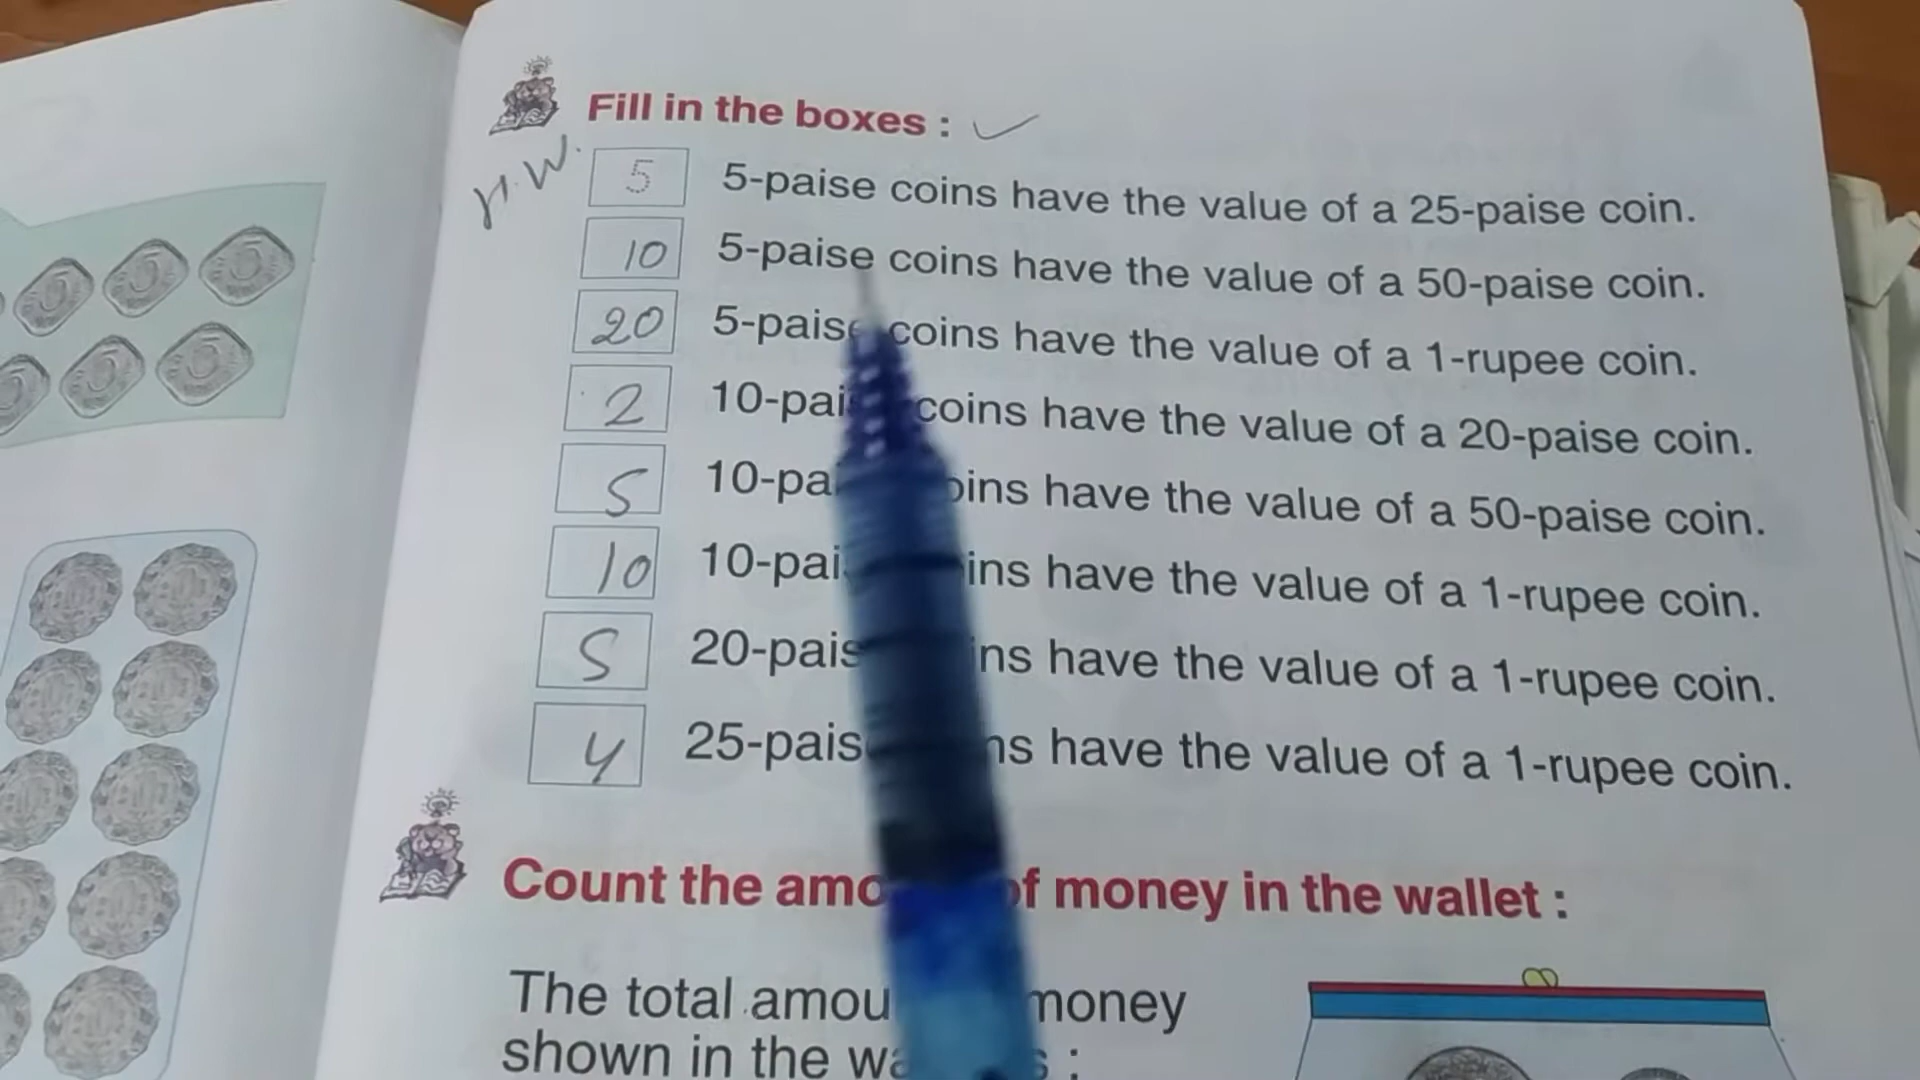 Fill in the boxes : ✓
H.W.
5 5-paise coins have the value of a 25-paise coin.
10 5-paise coins have the value of a 50-paise coin.
20 5-paise coins have the value of a 1-rupee coin.
2 10-pai coins have the value of a 20-paise coin.
5 10-pa oins have the value of a 50-paise coin.
10 10-pai ins have the value of a 1-rupee coin.
5 20-pais ins have the value of a 1-rupee coin.
4 25-pais ns have the value of a 1-rupee coin.
Count the amo of money in the wallet :
The total amou money
shown in the wa s :